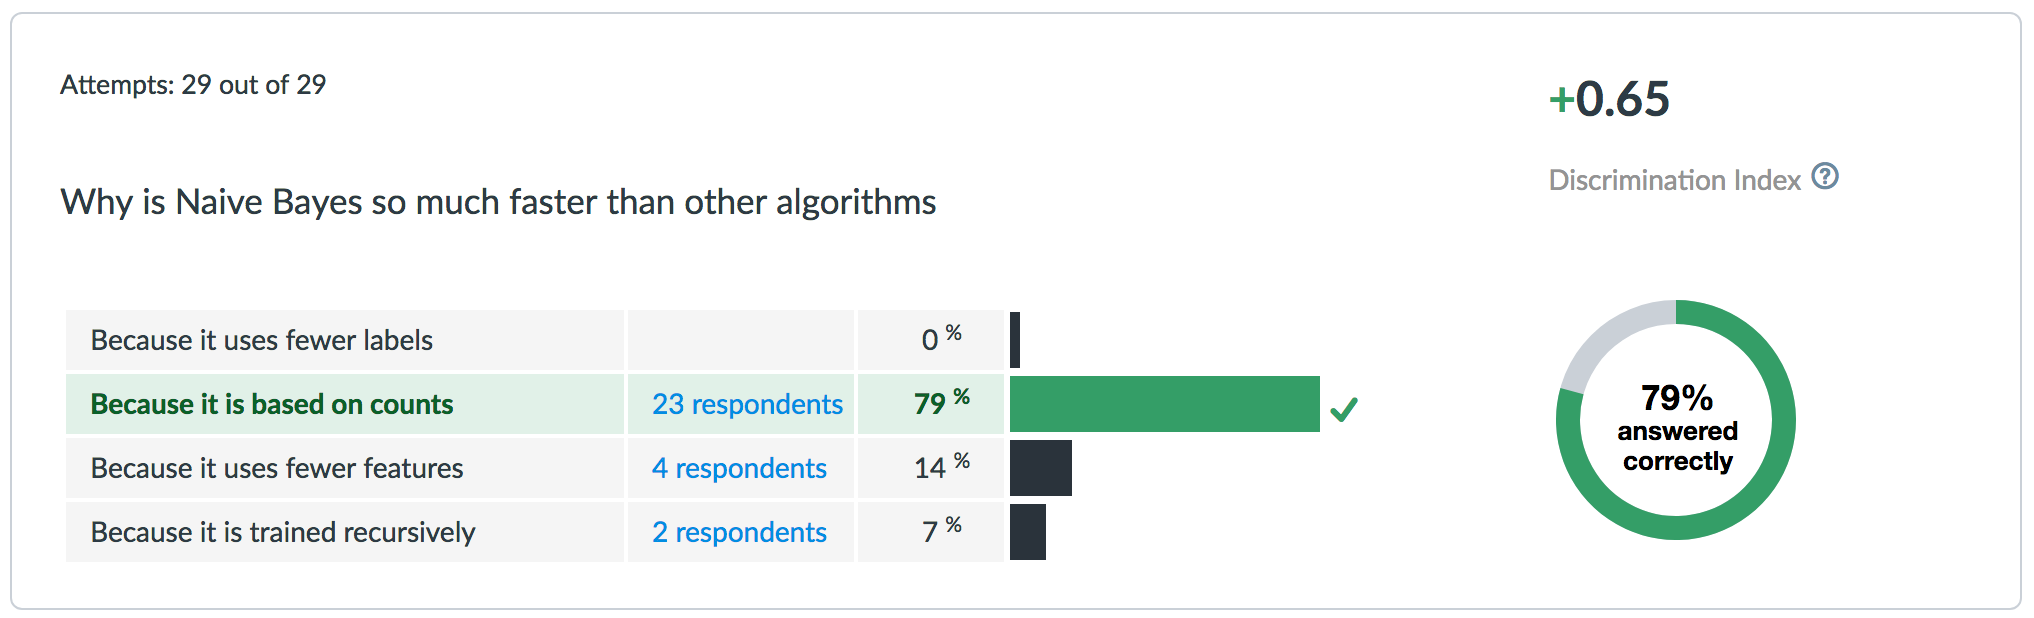 Attempts: 29 out of 29
+0.65
Discrimination Index ?
Why is Naive Bayes so much faster than other algorithms
Because it uses fewer labels 0 %
Because it is based on counts 23 respondents 79 %
Because it uses fewer features 4 respondents 14 %
Because it is trained recursively 2 respondents 7 %
79%
answered
correctly